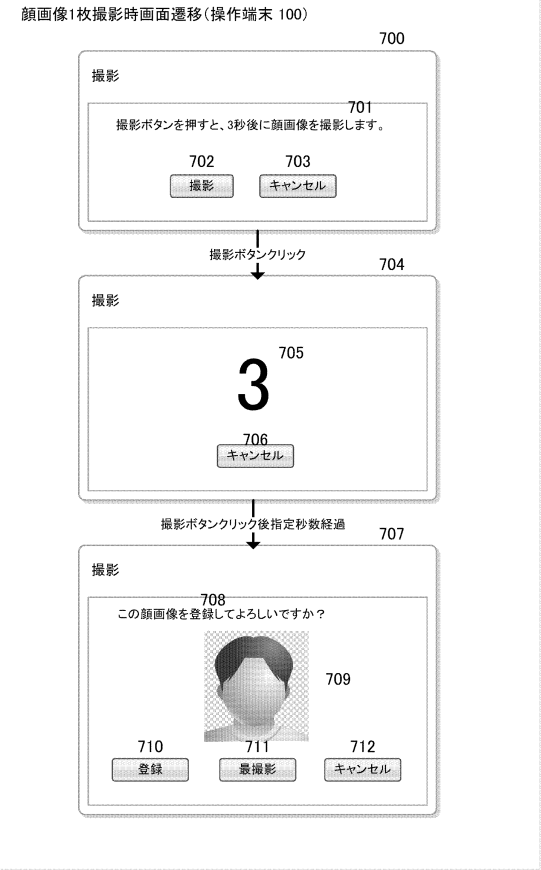 顔画像1枚撮影時画面遷移(操作端末 100)
700
撮影
701
撮影ボタンを押すと、3秒後に顔画像を撮影します。
702 703
撮影 キャンセル
撮影ボタンクリック
704
撮影
705
3
706
キャンセル
撮影ボタンクリック後指定秒数経過
707
撮影
708
この顔画像を登録してよろしいですか？
709
710 711 712
登録 最撮影 キャンセル